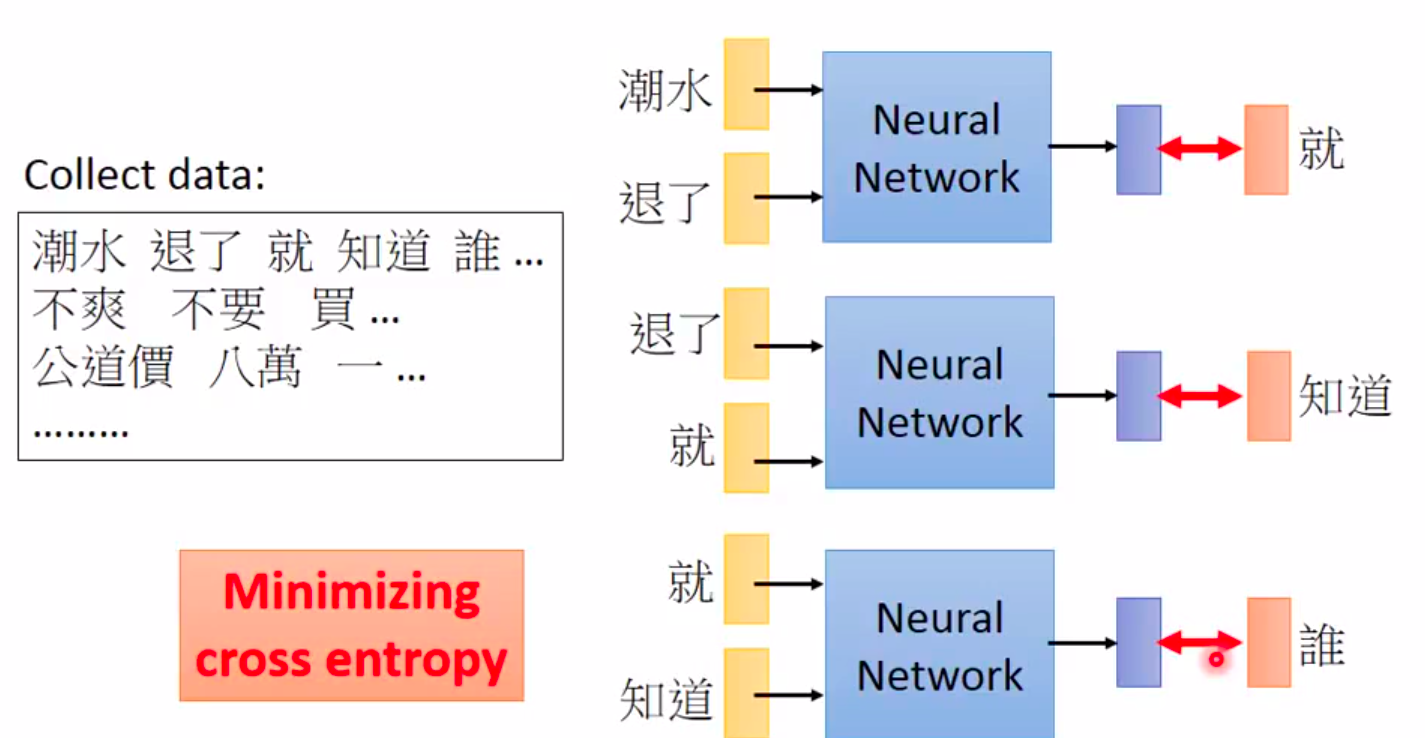 Collect data:
潮水 退了 就 知道 誰 …
不爽 不要 買 …
公道價 八萬 一 …
………
Minimizing
cross entropy
潮水
退了
Neural
Network
就
退了
就
Neural
Network
知道
就
知道
Neural
Network
誰